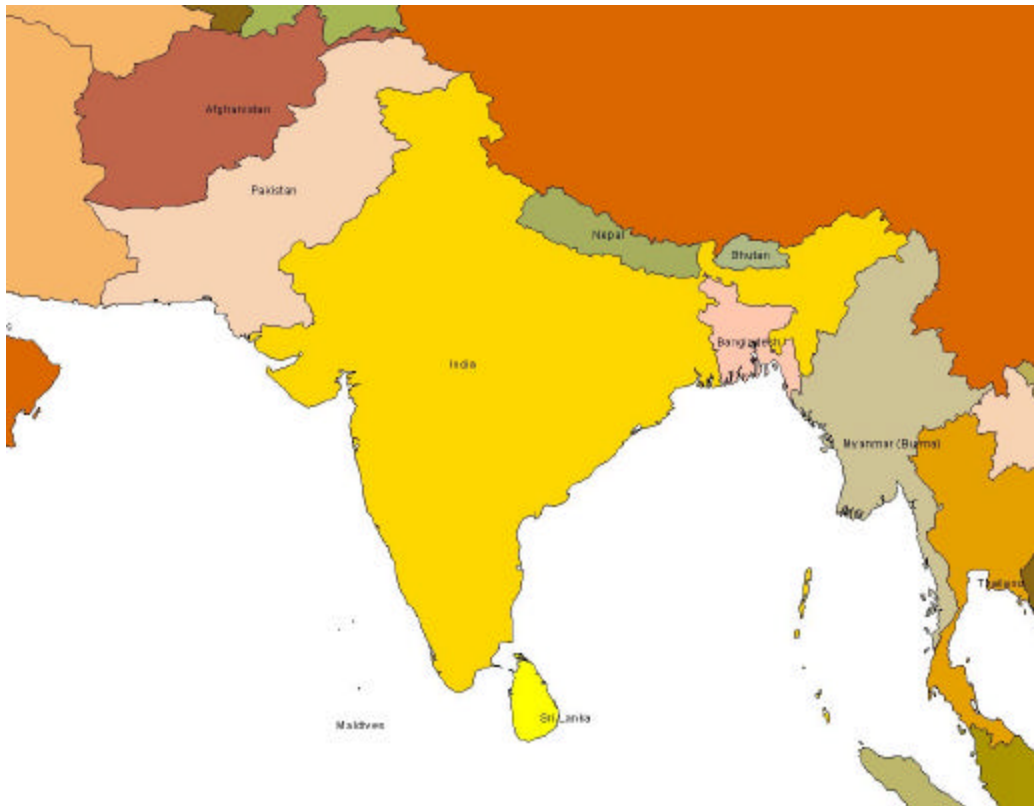 Afghanistan
Pakistan
Nepal
Bhutan
Bangladesh
India
Myanmar (Burma)
Thailand
Sri Lanka
Maldives